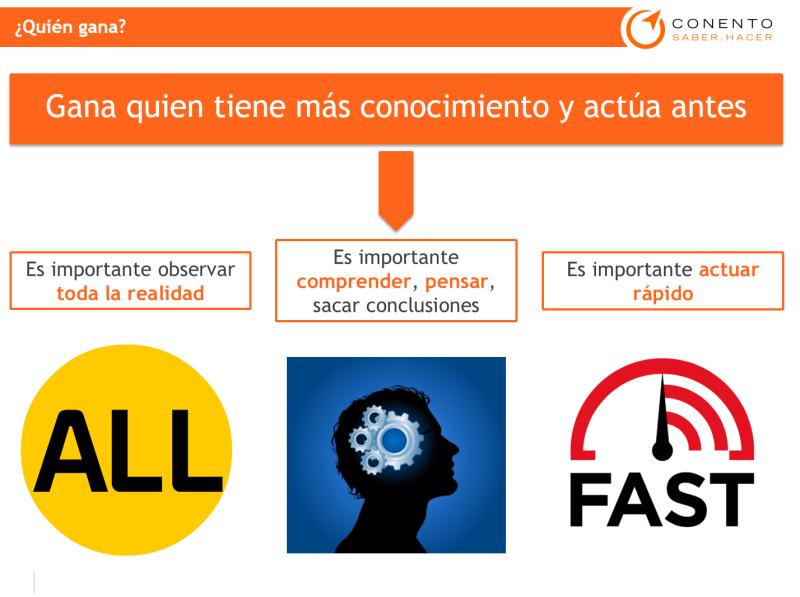 ¿Quién gana?
CONENTO
SABER.HACER
Gana quien tiene más conocimiento y actúa antes
Es importante observar
toda la realidad
Es importante
comprender, pensar,
sacar conclusiones
Es importante actuar
rápido
ALL
FAST